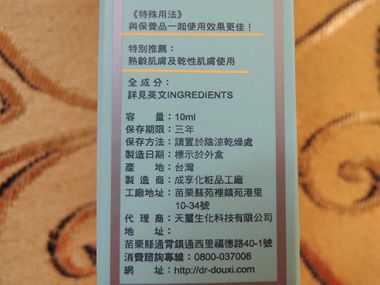 《特殊用法》
與保養品一起使用效果更佳！
特別推薦：
熟齡肌膚及乾性肌膚使用
全成分：
詳見英文INGREDiENTS
容量：10ml
保存期限：三年
保存方法：請置於陰涼乾燥處
製造日期：標示於外盒
產地：台灣
製造商：成享化粧品工廠
工廠地址：苗栗縣苑裡鎮苑港里
10-34號
代理商：天璽生化科技有限公司
地址：
苗栗縣通霄鎮通西里福德路40-1號
消費諮詢專線：0800-037008
網址：http://dr-douxi.com